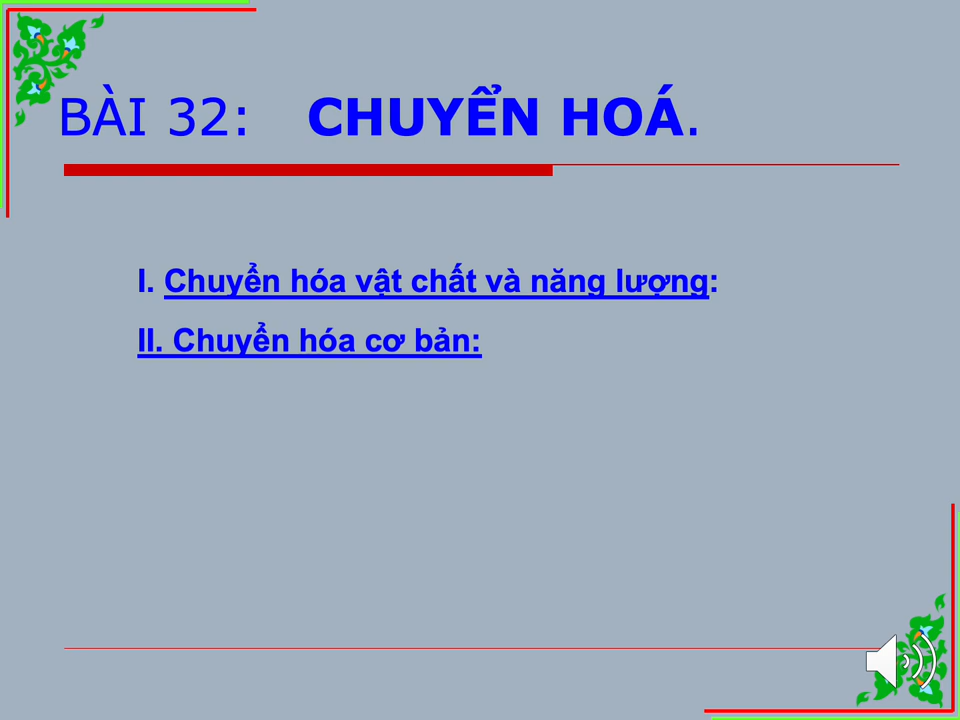 BÀI 32: CHUYỂN HOÁ.
I. Chuyển hóa vật chất và năng lượng:
II. Chuyển hóa cơ bản: